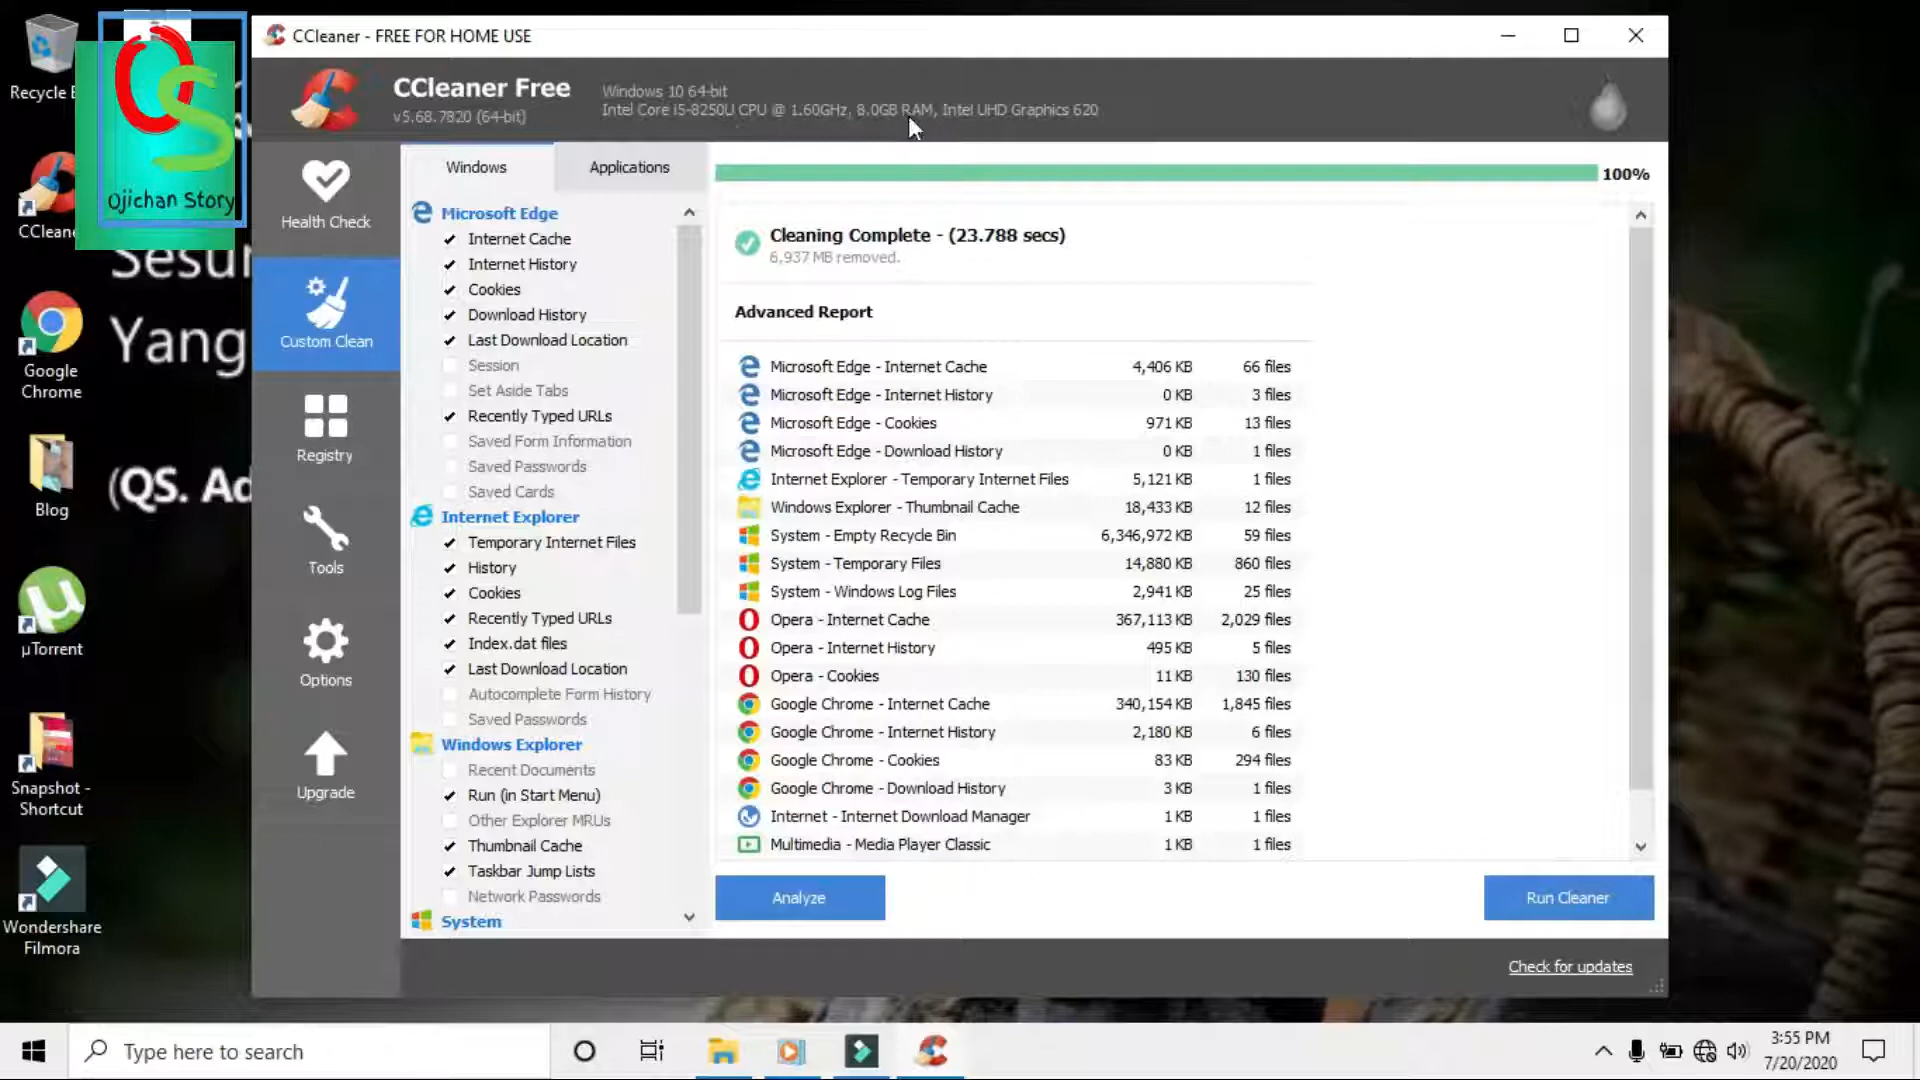 CCleaner - FREE FOR HOME USE
CCleaner Free
v5.68.7820 (64-bit)
Windows 10 64-bit
Intel Core i5-8250U CPU @ 1.60GHz, 8.0GB RAM, Intel UHD Graphics 620
Recycle
OS
Ojichan Story
CCleane
Google
Chrome
Blog
µTorrent
Snapshot -
Shortcut
Wondershare
Filmora
Yang
(QS. Ad
Health Check
Custom Clean
Registry
Tools
Options
Upgrade
Windows
Applications
Microsoft Edge
Internet Cache
Internet History
Cookies
Download History
Last Download Location
Session
Set Aside Tabs
Recently Typed URLs
Saved Form Information
Saved Passwords
Saved Cards
Internet Explorer
Temporary Internet Files
History
Cookies
Recently Typed URLs
Index.dat files
Last Download Location
Autocomplete Form History
Saved Passwords
Windows Explorer
Recent Documents
Run (in Start Menu)
Other Explorer MRUs
Thumbnail Cache
Taskbar Jump Lists
Network Passwords
System
100%
Cleaning Complete - (23.788 secs)
6,937 MB removed.
Advanced Report
Microsoft Edge - Internet Cache 4,406 KB 66 files
Microsoft Edge - Internet History 0 KB 3 files
Microsoft Edge - Cookies 971 KB 13 files
Microsoft Edge - Download History 0 KB 1 files
Internet Explorer - Temporary Internet Files 5,121 KB 1 files
Windows Explorer - Thumbnail Cache 18,433 KB 12 files
System - Empty Recycle Bin 6,346,972 KB 59 files
System - Temporary Files 14,880 KB 860 files
System - Windows Log Files 2,941 KB 25 files
Opera - Internet Cache 367,113 KB 2,029 files
Opera - Internet History 495 KB 5 files
Opera - Cookies 11 KB 130 files
Google Chrome - Internet Cache 340,154 KB 1,845 files
Google Chrome - Internet History 2,180 KB 6 files
Google Chrome - Cookies 83 KB 294 files
Google Chrome - Download History 3 KB 1 files
Internet - Internet Download Manager 1 KB 1 files
Multimedia - Media Player Classic 1 KB 1 files
Analyze
Run Cleaner
Check for updates
Type here to search
3:55 PM
7/20/2020